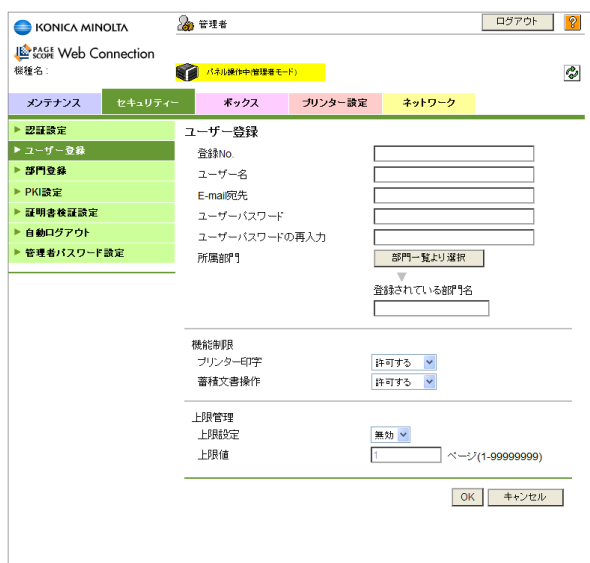 KONICA MINOLTA
管理者
ログアウト
?
PAGE SCOPE Web Connection
機種名 :
パネル操作中(管理者モード)
メンテナンス
セキュリティー
ボックス
プリンター設定
ネットワーク
認証設定
ユーザー登録
部門登録
PKI設定
証明書検証設定
自動ログアウト
管理者パスワード設定
ユーザー登録
登録No.
ユーザー名
E-mail宛先
ユーザーパスワード
ユーザーパスワードの再入力
所属部門
部門一覧より選択
登録されている部門名
機能制限
プリンター印字
許可する
蓄積文書操作
許可する
上限管理
上限設定
無効
上限値
1
ページ(1-99999999)
OK
キャンセル